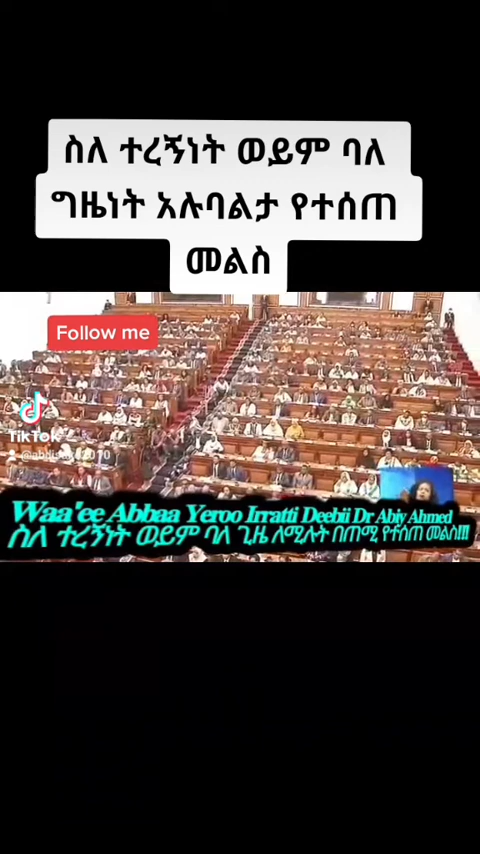 ስለ ተረኝነት ወይም ባለ
ግዜነት አሉባልታ የተሰጠ
መልስ
Follow me
TikTok
Waa'ee Abbaa Yeroo Irratti Deebii Dr Abiy Ahmed
ስለ ተረኝነት ወይም ባለ ጊዜ ለሚሉት በጠሚ የተሰጠ መልስ!!!